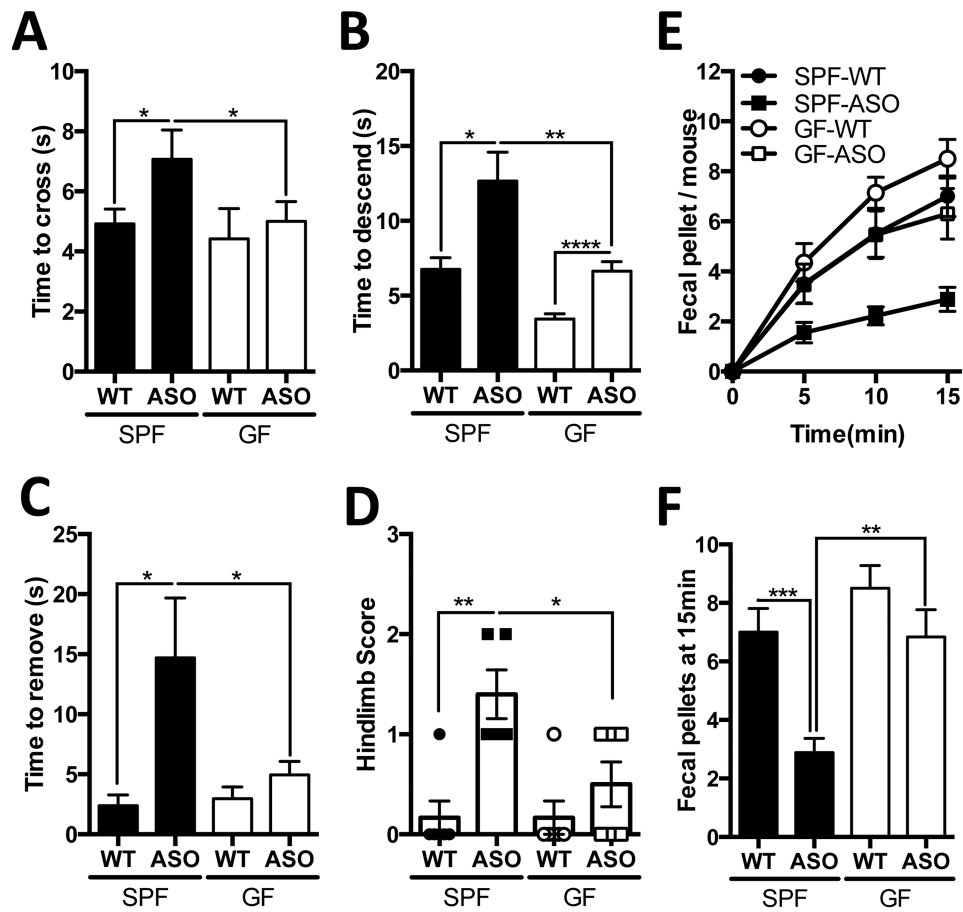 A
Time to cross (s)
10
8
6
4
2
0
*
*
WT ASO WT ASO
SPF GF
B
Time to descend (s)
20
15
10
5
0
*
**
****
WT ASO WT ASO
SPF GF
E
Fecal pellet / mouse
12
10
8
6
4
2
0
SPF-WT
SPF-ASO
GF-WT
GF-ASO
0 5 10 15
Time(min)
C
Time to remove (s)
25
20
15
10
5
0
*
*
WT ASO WT ASO
SPF GF
D
Hindlimb Score
3
2
1
0
**
*
WT ASO WT ASO
SPF GF
F
Fecal pellets at 15min
10
8
6
4
2
0
***
**
WT ASO WT ASO
SPF GF